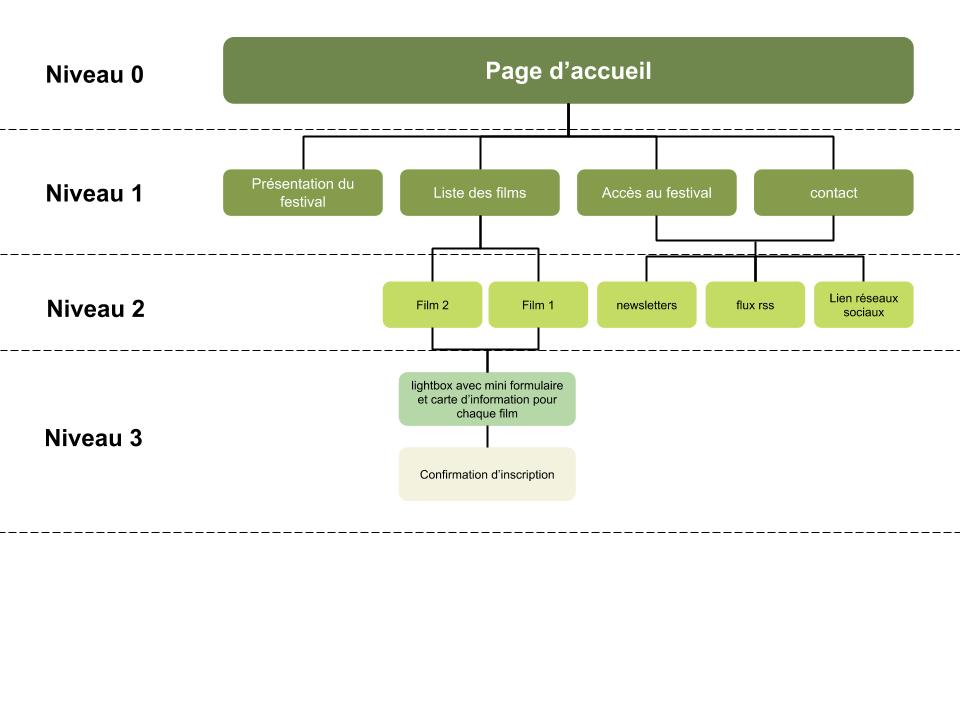 Niveau 0
Page d'accueil
Niveau 1
Présentation du
festival
Liste des films
Accès au festival
contact
Niveau 2
Film 2
Film 1
newsletters
flux rss
Lien réseaux
sociaux
Niveau 3
lightbox avec mini formulaire
et carte d'information pour
chaque film
Confirmation d'inscription